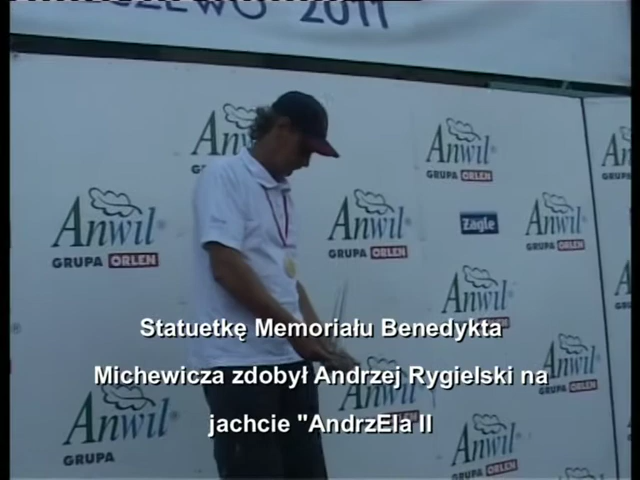 2011
Anwil
GRUPA ORLEN
Anwil
GRUPA ORLEN
Anwil
GRUPA ORLEN
Anwil
GRUPA ORLEN
Żagle
Anwil
GRUPA ORLEN
Anwil
Statuetkę Memoriału Benedykta
Michewicza zdobył Andrzej Rygielski na
jachcie "AndrzEla II
Anwil
GRUPA
Anwil
Anwil
GRUPA ORLEN
Anwil
GRUPA ORLEN